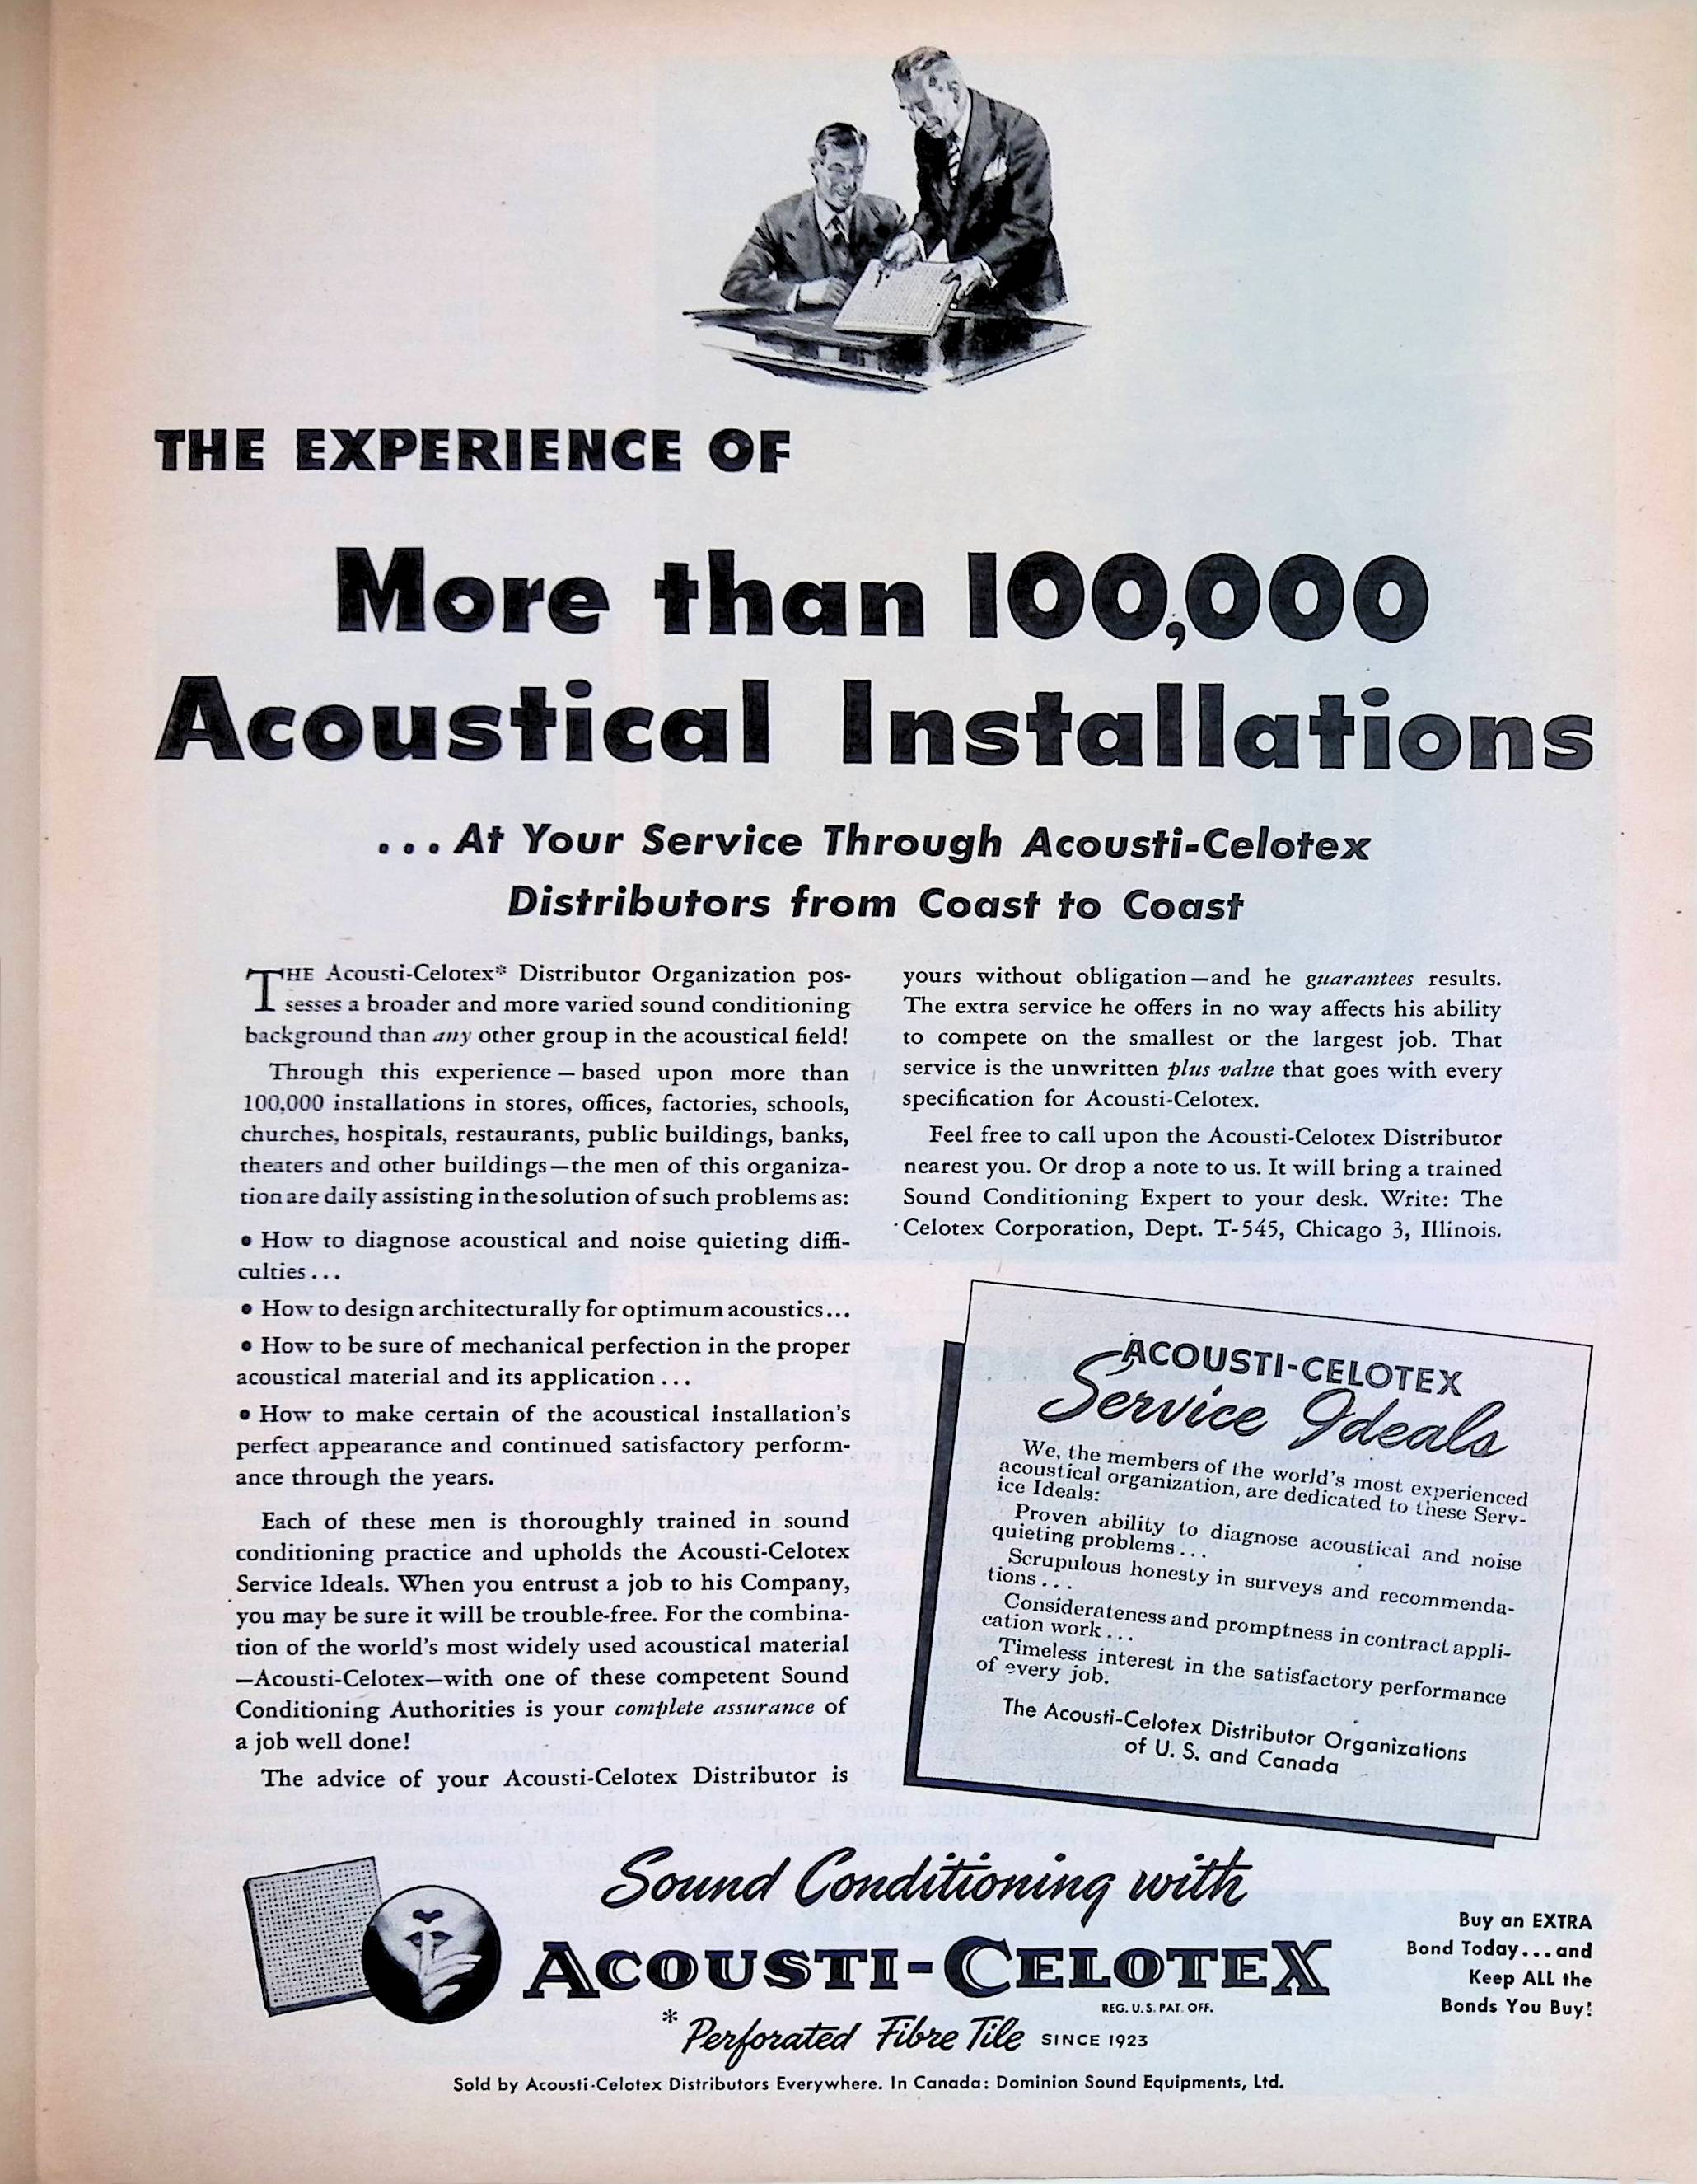 THE EXPERIENCE OF
More than 100,000
Acoustical Installations
...At Your Service Through Acousti-Celotex
Distributors from Coast to Coast
THE Acousti-Celotex* Distributor Organization pos-
sesses a broader and more varied sound conditioning
background than any other group in the acoustical field!
Through this experience—based upon more than
100,000 installations in stores, offices, factories, schools,
churches, hospitals, restaurants, public buildings, banks,
theaters and other buildings—the men of this organiza-
tion are daily assisting in the solution of such problems as:
• How to diagnose acoustical and noise quieting diffi-
culties...
• How to design architecturally for optimum acoustics...
• How to be sure of mechanical perfection in the proper
acoustical material and its application...
• How to make certain of the acoustical installation's
perfect appearance and continued satisfactory perform-
ance through the years.
Each of these men is thoroughly trained in sound
conditioning practice and upholds the Acousti-Celotex
Service Ideals. When you entrust a job to his Company,
you may be sure it will be trouble-free. For the combina-
tion of the world's most widely used acoustical material
—Acousti-Celotex—with one of these competent Sound
Conditioning Authorities is your complete assurance of
a job well done!
The advice of your Acousti-Celotex Distributor is
yours without obligation—and he guarantees results.
The extra service he offers in no way affects his ability
to compete on the smallest or the largest job. That
service is the unwritten plus value that goes with every
specification for Acousti-Celotex.
Feel free to call upon the Acousti-Celotex Distributor
nearest you. Or drop a note to us. It will bring a trained
Sound Conditioning Expert to your desk. Write: The
Celotex Corporation, Dept. T-545, Chicago 3, Illinois.
ACOUSTI-CELOTEX
Service Ideals
We, the members of the world's most experienced
acoustical organization, are dedicated to these Serv-
ice Ideals:
Proven ability to diagnose acoustical and noise
quieting problems...
Scrupulous honesty in surveys and recommenda-
tions...
Considerateness and promptness in contract appli-
cation work...
Timeless interest in the satisfactory performance
of every job.
The Acousti-Celotex Distributor Organizations
of U. S. and Canada
Sound Conditioning with
ACOUSTI-CELOTEX
REG. U.S. PAT. OFF.
*Perforated Fibre Tile SINCE 1923
Buy an EXTRA
Bond Today...and
Keep ALL the
Bonds You Buy!
Sold by Acousti-Celotex Distributors Everywhere. In Canada: Dominion Sound Equipments, Ltd.